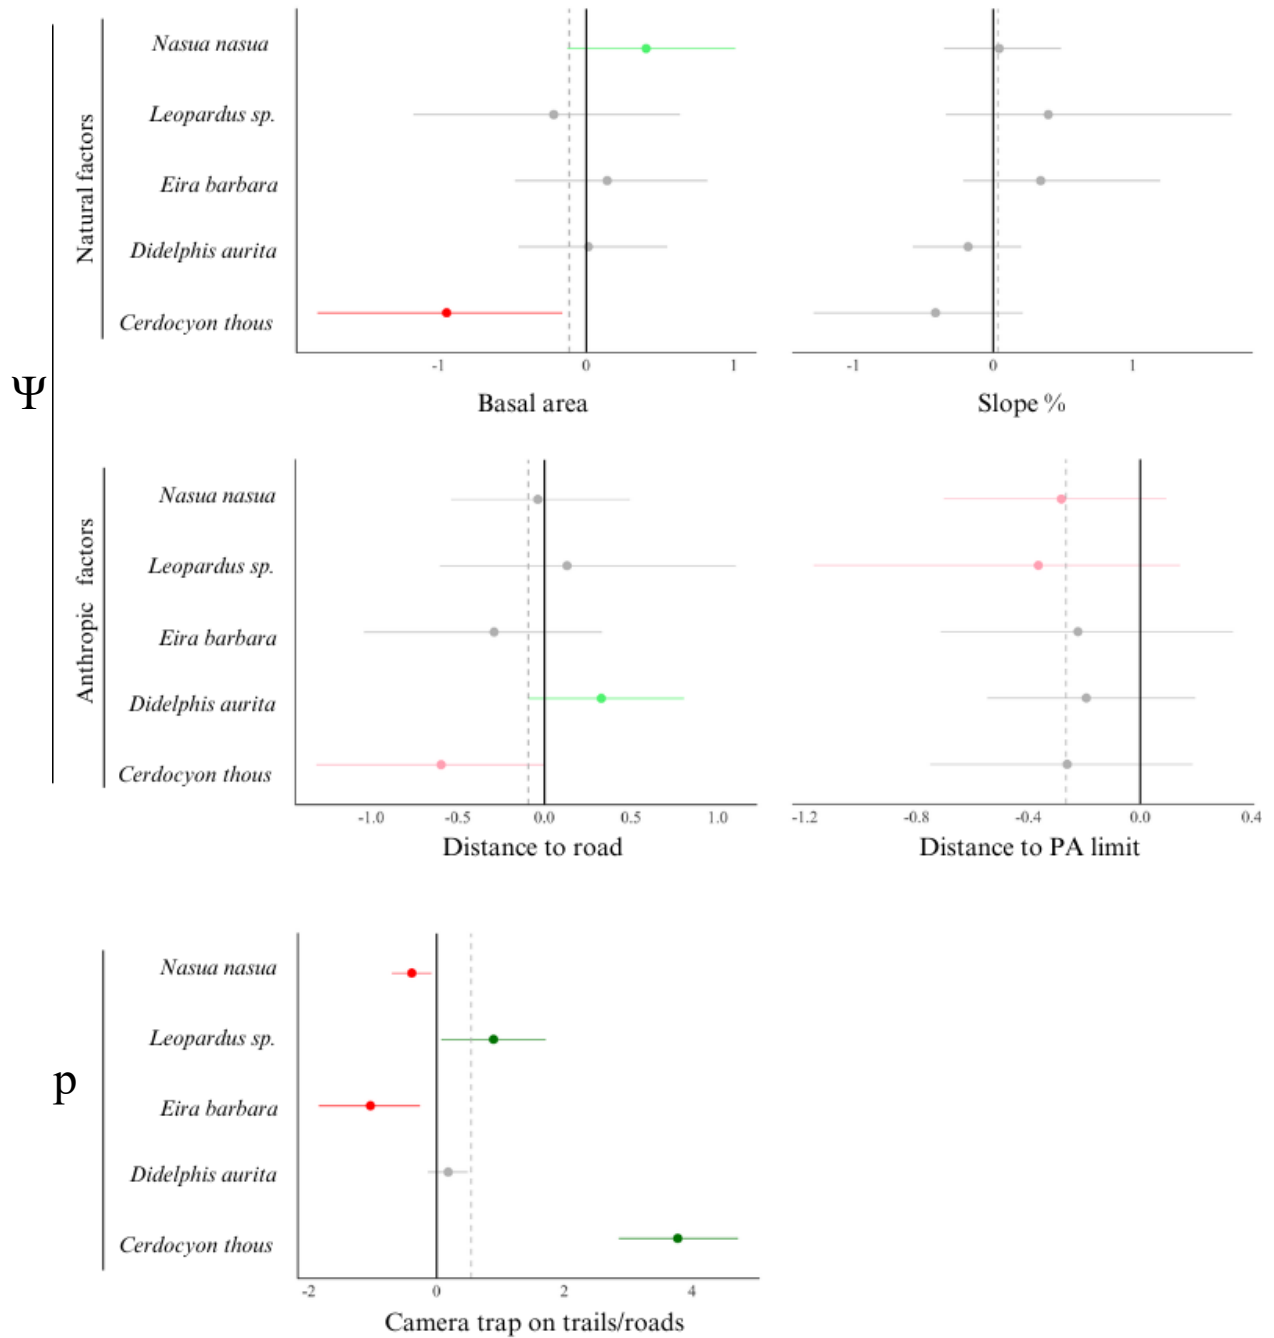 Ψ
Natural factors
Nasua nasua
Leopardus sp.
Eira barbara
Didelphis aurita
Cerdocyon thous
-1 0 1
Basal area
-1 0 1
Slope %
Anthropic factors
Nasua nasua
Leopardus sp.
Eira barbara
Didelphis aurita
Cerdocyon thous
-1.0 -0.5 0.0 0.5 1.0
Distance to road
-1.2 -0.8 -0.4 0.0 0.4
Distance to PA limit
p
Nasua nasua
Leopardus sp.
Eira barbara
Didelphis aurita
Cerdocyon thous
-2 0 2 4
Camera trap on trails/roads